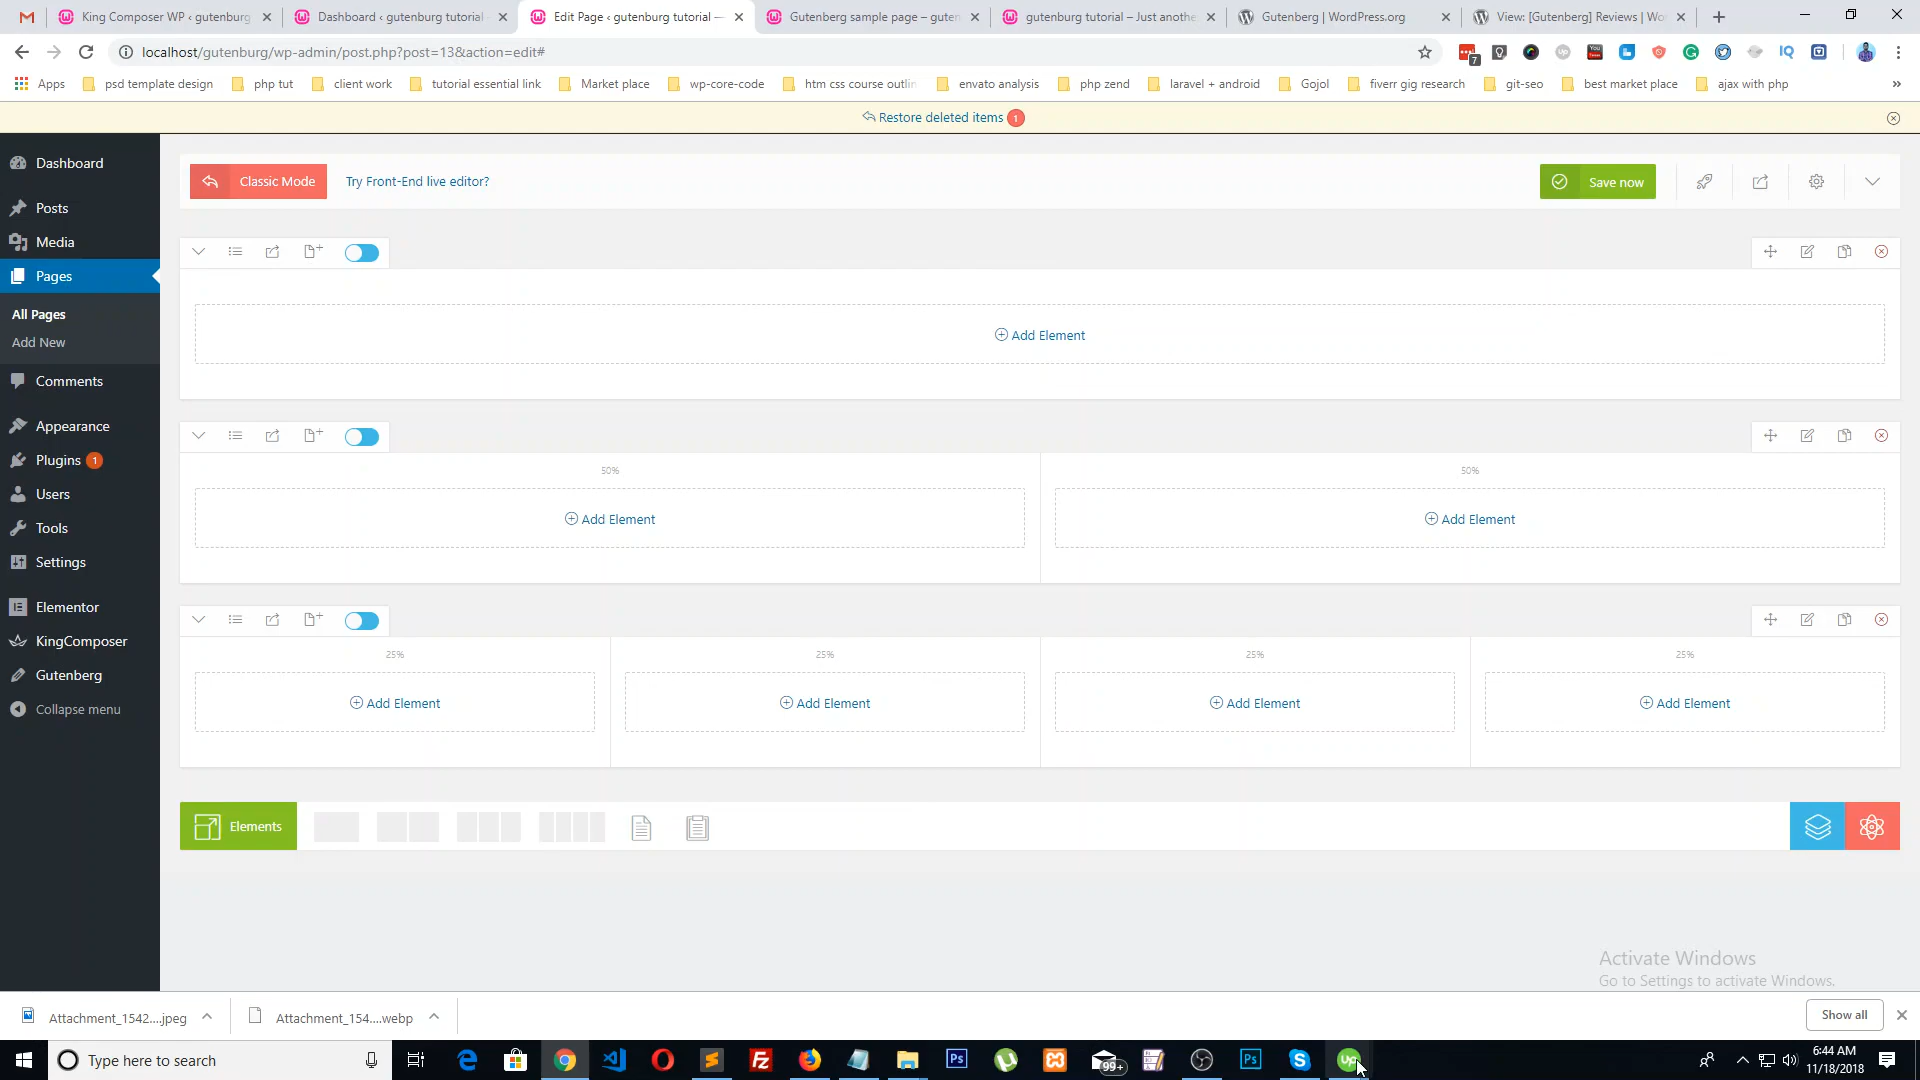 King Composer WP ‹ gutenburg
Dashboard ‹ gutenburg tutorial
Edit Page ‹ gutenburg tutorial —
Gutenberg sample page – guten
gutenburg tutorial – Just anothe
Gutenberg | WordPress.org
View: [Gutenberg] Reviews | Wo
localhost/gutenburg/wp-admin/post.php?post=13&action=edit#
7
You
IQ
Apps
psd template design
php tut
client work
tutorial essential link
Market place
wp-core-code
htm css course outlin
envato analysis
php zend
laravel + android
Gojol
fiverr gig research
git-seo
best market place
ajax with php
»
Restore deleted items 1
Dashboard
Posts
Media
Pages
All Pages
Add New
Comments
Appearance
Plugins 1
Users
Tools
Settings
Elementor
KingComposer
Gutenberg
Collapse menu
Classic Mode
Try Front-End live editor?
Save now
Add Element
50%
50%
Add Element
Add Element
25%
25%
25%
25%
Add Element
Add Element
Add Element
Add Element
Elements
Activate Windows
Go to Settings to activate Windows.
Attachment_1542....jpeg
Attachment_154....webp
Show all
Type here to search
Fz
Ps
99+
Ps
up
6:44 AM
11/18/2018